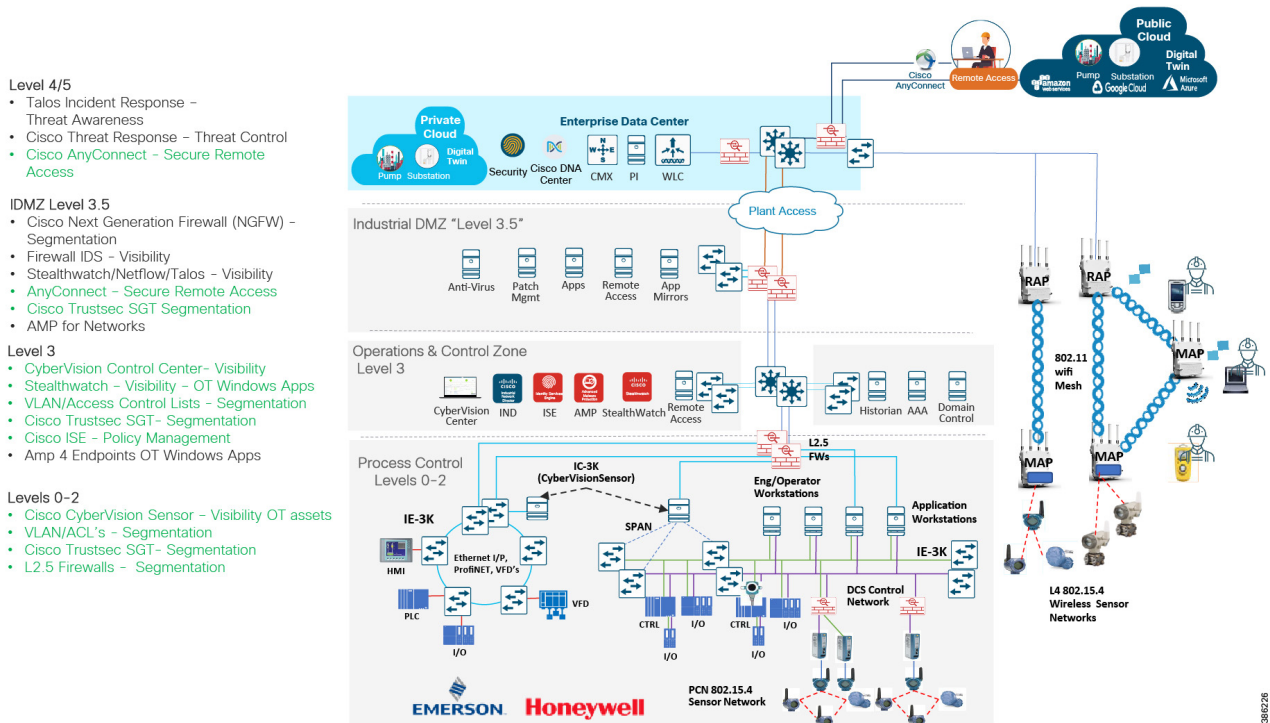 Level 4/5
• Talos Incident Response –
Threat Awareness
• Cisco Threat Response – Threat Control
• Cisco AnyConnect - Secure Remote
Access
IDMZ Level 3.5
• Cisco Next Generation Firewall (NGFW) –
Segmentation
• Firewall IDS - Visibility
• Stealthwatch/Netflow/Talos - Visibility
• AnyConnect – Secure Remote Access
• Cisco Trustsec SGT Segmentation
• AMP for Networks
Level 3
• CyberVision Control Center- Visibility
• Stealthwatch – Visibility - OT Windows Apps
• VLAN/Access Control Lists - Segmentation
• Cisco Trustsec SGT- Segmentation
• Cisco ISE - Policy Management
• Amp 4 Endpoints OT Windows Apps
Levels 0-2
• Cisco CyberVision Sensor – Visibility OT assets
• VLAN/ACL's - Segmentation
• Cisco Trustsec SGT- Segmentation
• L2.5 Firewalls - Segmentation
Cisco
AnyConnect
Remote Access
Public
Cloud
Digital
Twin
Pump
Substation
amazon
web services
Google Cloud
Microsoft
Azure
Private
Cloud
Digital
Twin
Pump
Substation
Enterprise Data Center
N
W E
S
Security
Cisco DNA
Center
CMX
PI
WLC
Plant Access
Industrial DMZ "Level 3.5"
Anti-Virus
Patch
Mgmt
Apps
Remote
Access
App
Mirrors
Operations & Control Zone
Level 3
CyberVision
Center
IND
ISE
AMP
StealthWatch
Remote
Access
Historian
AAA
Domain
Control
L2.5
FWs
Process Control
Levels 0-2
IC-3K
(CyberVisionSensor)
Eng/Operator
Workstations
Application
Workstations
IE-3K
SPAN
IE-3K
HMI
Ethernet I/P,
ProfiNET, VFD's
PLC
VFD
I/O
CTRL
I/O
CTRL
I/O
I/O
I/O
DCS Control
Network
PCN 802.15.4
Sensor Network
EMERSON
Honeywell
RAP
RAP
802.11
wifi
Mesh
MAP
MAP
MAP
L4 802.15.4
Wireless Sensor
Networks
386226